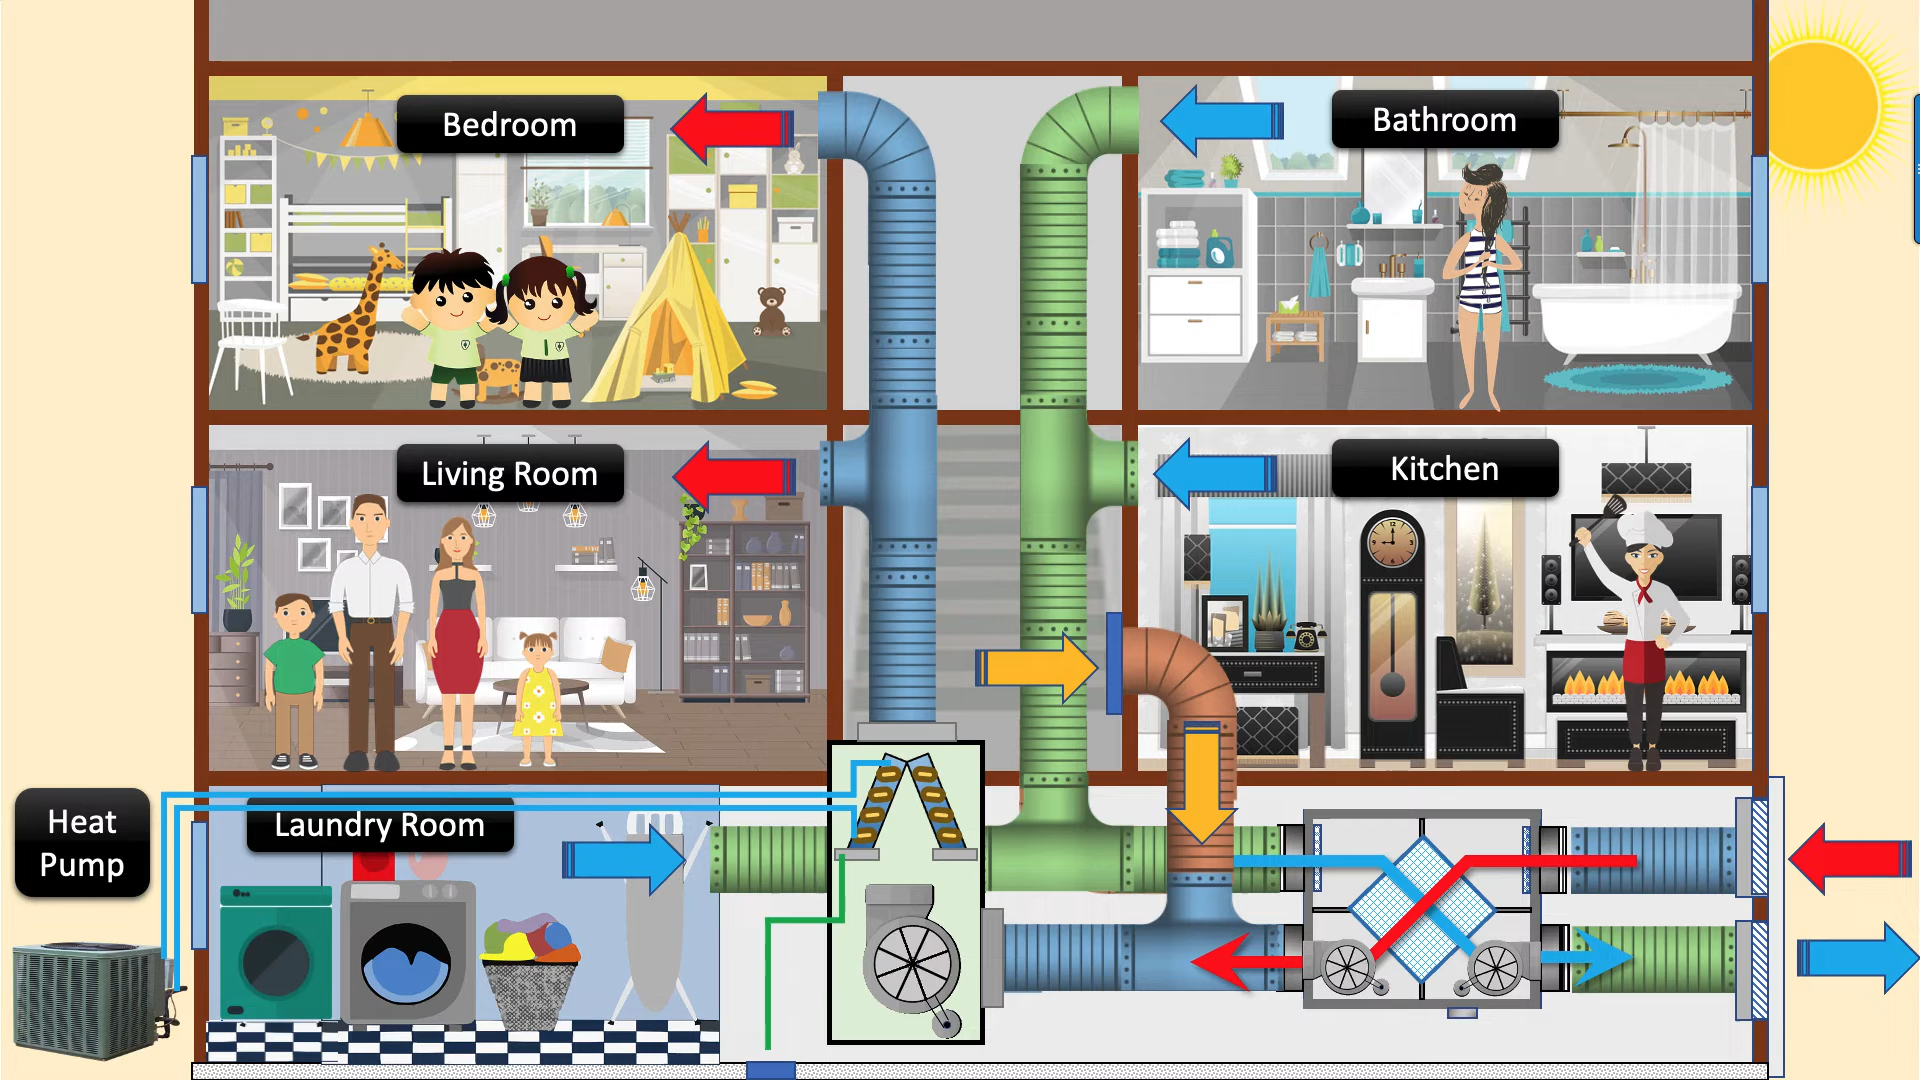 Bedroom
Bathroom
Living Room
Kitchen
Heat
Pump
Laundry Room